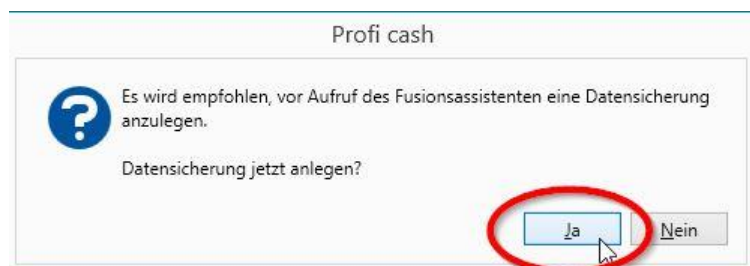 Profi cash
Es wird empfohlen, vor Aufruf des Fusionsassistenten eine Datensicherung
anzulegen.
Datensicherung jetzt anlegen?
Ja Nein